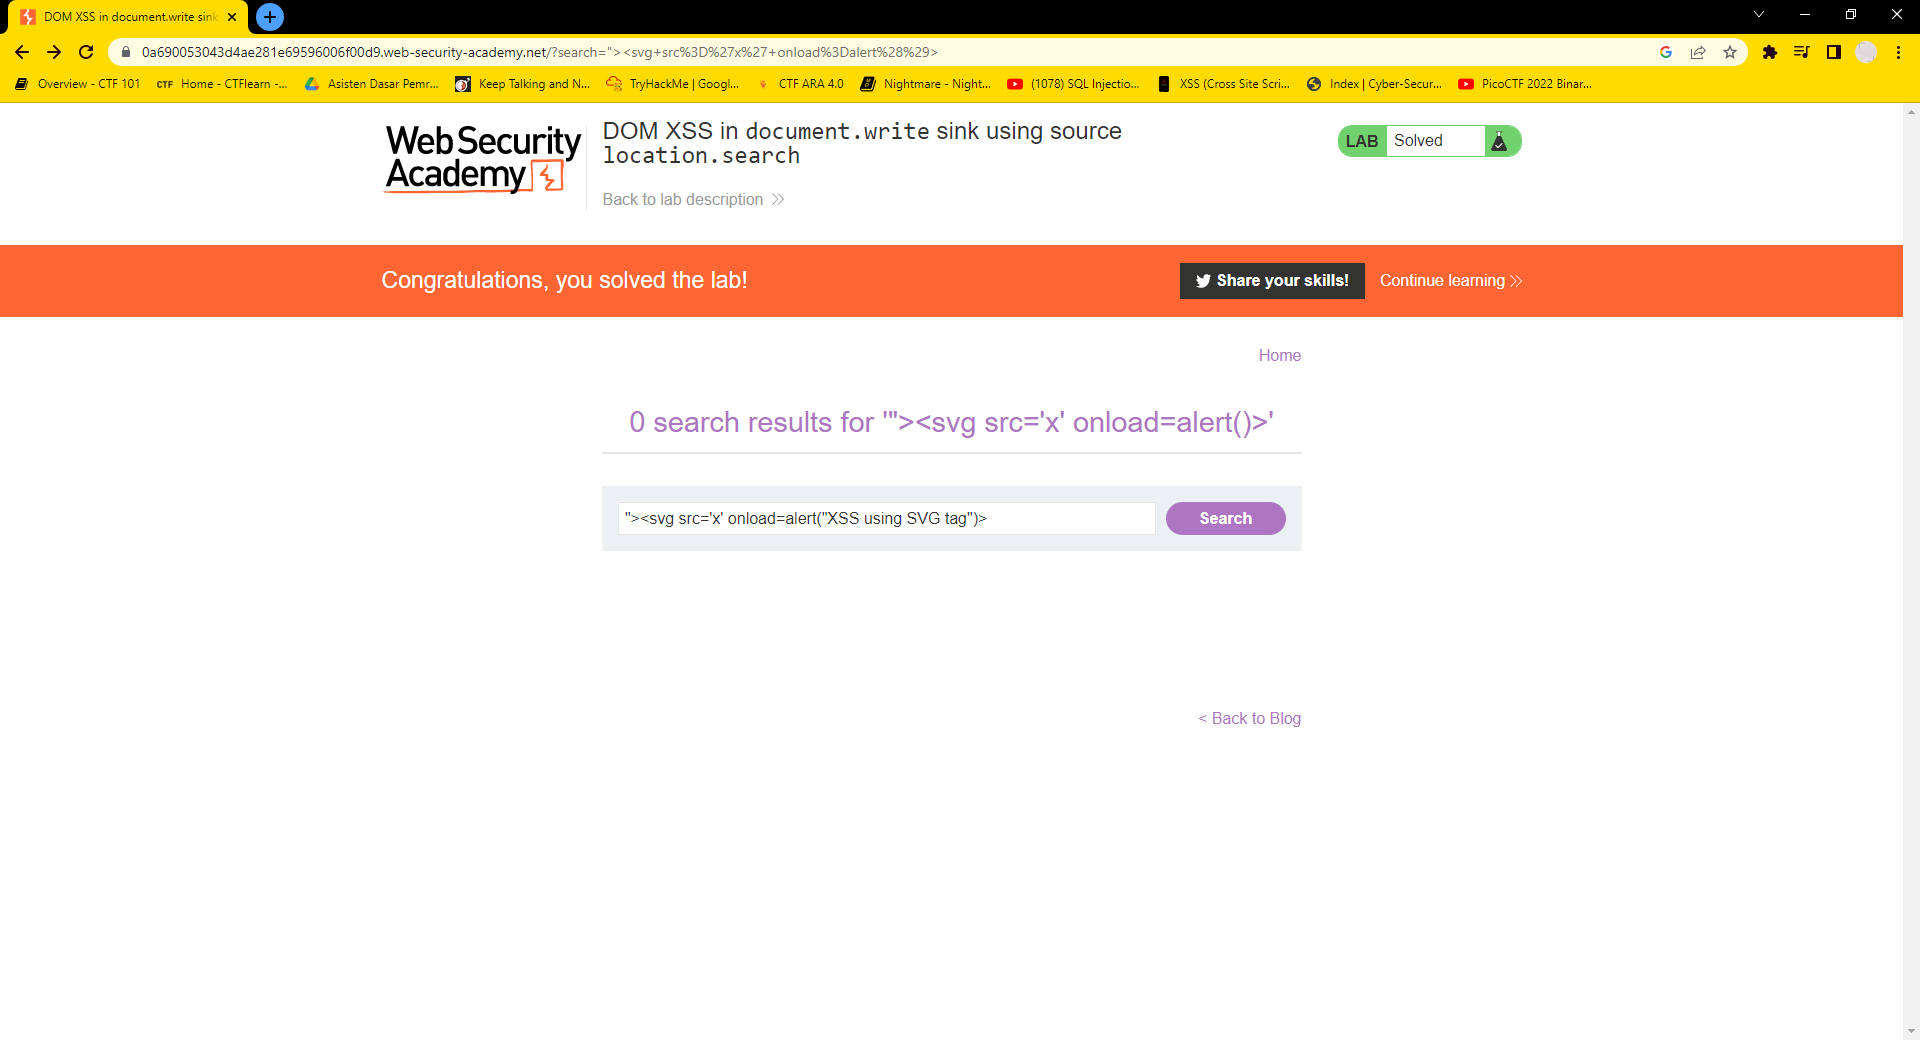 DOM XSS in document.write sink
0a690053043d4ae281e69596006f00d9.web-security-academy.net/?search="><svg+src%3D%27x%27+onload%3Dalert%28%29>
Overview - CTF 101
CTF Home - CTFlearn -...
Asisten Dasar Pemr...
Keep Talking and N...
TryHackMe | Googl...
CTF ARA 4.0
Nightmare - Night...
(1078) SQL Injectio...
XSS (Cross Site Scri...
Index | Cyber-Secur...
PicoCTF 2022 Binar...
Web Security
Academy
DOM XSS in document.write sink using source
location.search
Back to lab description
LAB Solved
Congratulations, you solved the lab!
Share your skills!
Continue learning
Home
0 search results for '"><svg src='x' onload=alert()>'
"><svg src='x' onload=alert("XSS using SVG tag")>
Search
< Back to Blog